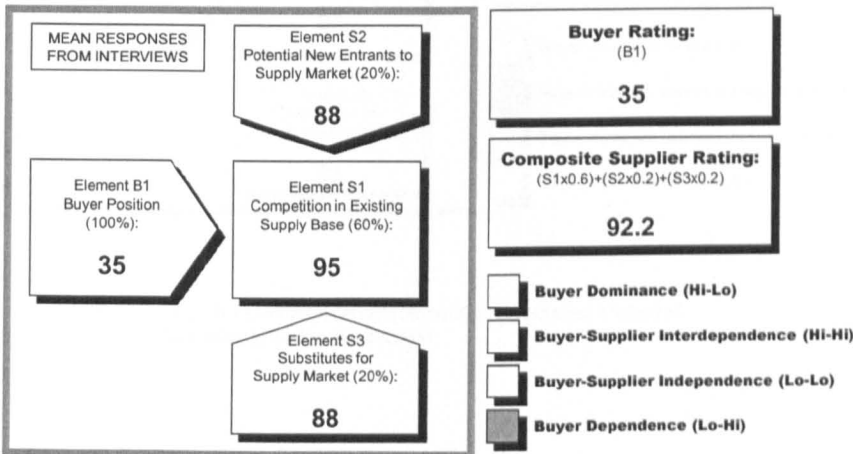 MEAN RESPONSES
FROM INTERVIEWS
Element S2
Potential New Entrants to
Supply Market (20%):
88
Element B1
Buyer Position
(100%):
35
Element S1
Competition in Existing
Supply Base (60%):
95
Element S3
Substitutes for
Supply Market (20%):
88
Buyer Rating:
(B1)
35
Composite Supplier Rating:
(S1x0.6)+(S2x0.2)+(S3x0.2)
92.2
Buyer Dominance (Hi-Lo)
Buyer-Supplier Interdependence (Hi-Hi)
Buyer-Supplier Independence (Lo-Lo)
Buyer Dependence (Lo-Hi)